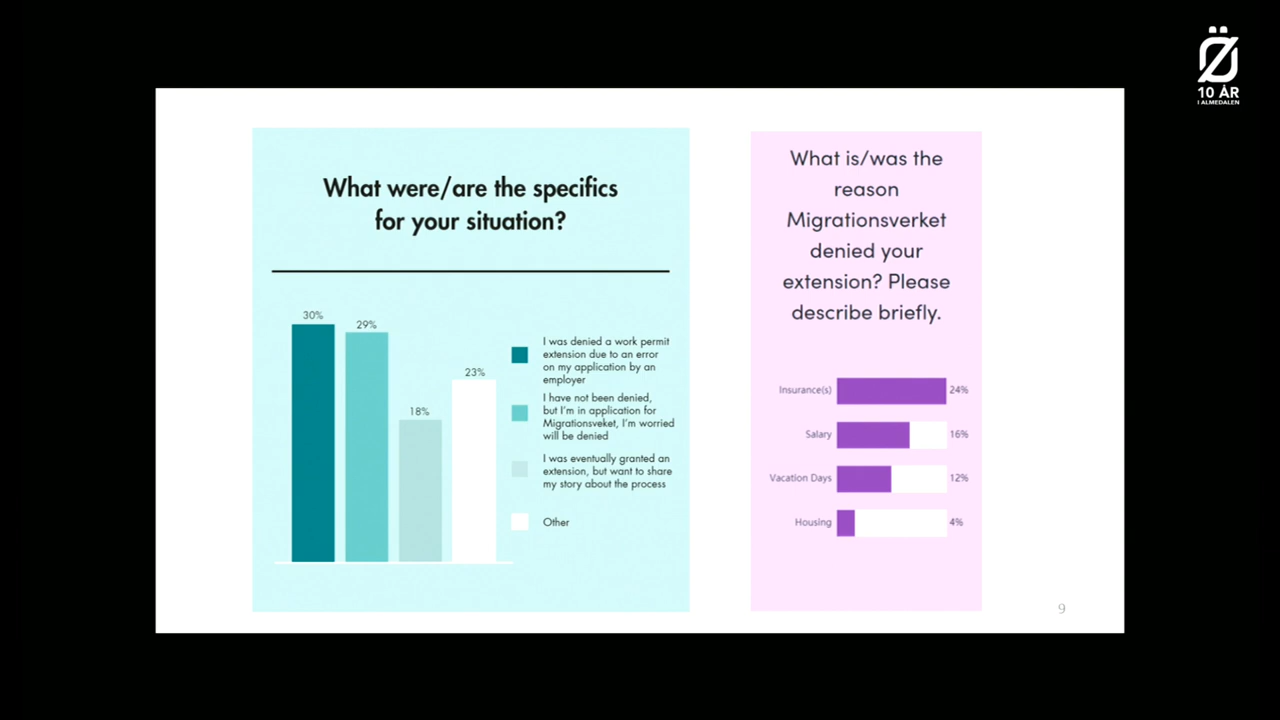 10 ÅR
I ALMEDALEN
What were/are the specifics
for your situation?
30%
29%
18%
23%
I was denied a work permit
extension due to an error
on my application by an
employer
I have not been denied,
but I'm in application for
Migrationsveket, I'm worried
will be denied
I was eventually granted an
extension, but want to share
my story about the process
Other
What is/was the
reason
Migrationsverket
denied your
extension? Please
describe briefly.
Insurance(s) 24%
Salary 16%
Vacation Days 12%
Housing 4%
9